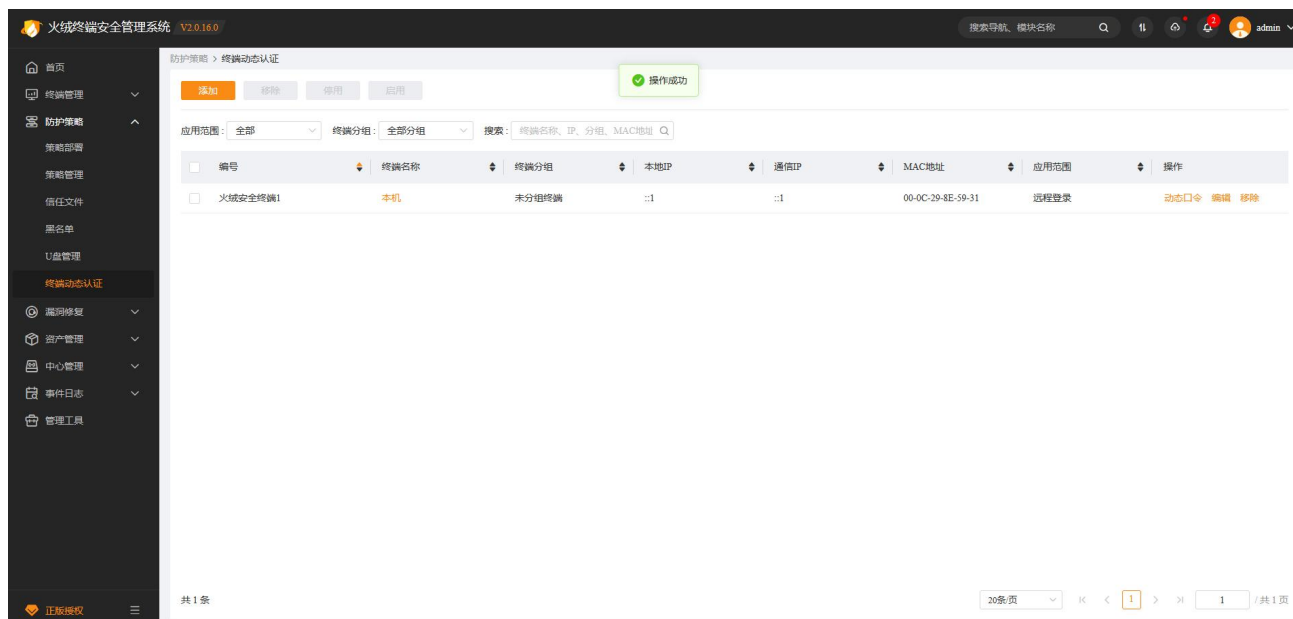 火绒终端安全管理系统 V2.0.16.0 搜索导航、模块名称 2 admin
首页
终端管理
防护策略
策略部署
策略管理
信任文件
黑名单
U盘管理
终端动态认证
漏洞修复
资产管理
中心管理
事件日志
管理工具
正版授权
防护策略 > 终端动态认证
操作成功
添加 移除 停用 启用
应用范围: 全部 终端分组: 全部分组 搜索: 终端名称、IP、分组、MAC地址
编号 终端名称 终端分组 本地IP 通信IP MAC地址 应用范围 操作
火绒安全终端1 本机 未分组终端 ::1 ::1 00-0C-29-8E-59-31 远程登录 动态口令 编辑 移除
共 1 条 20条/页 1 1 / 共 1 页